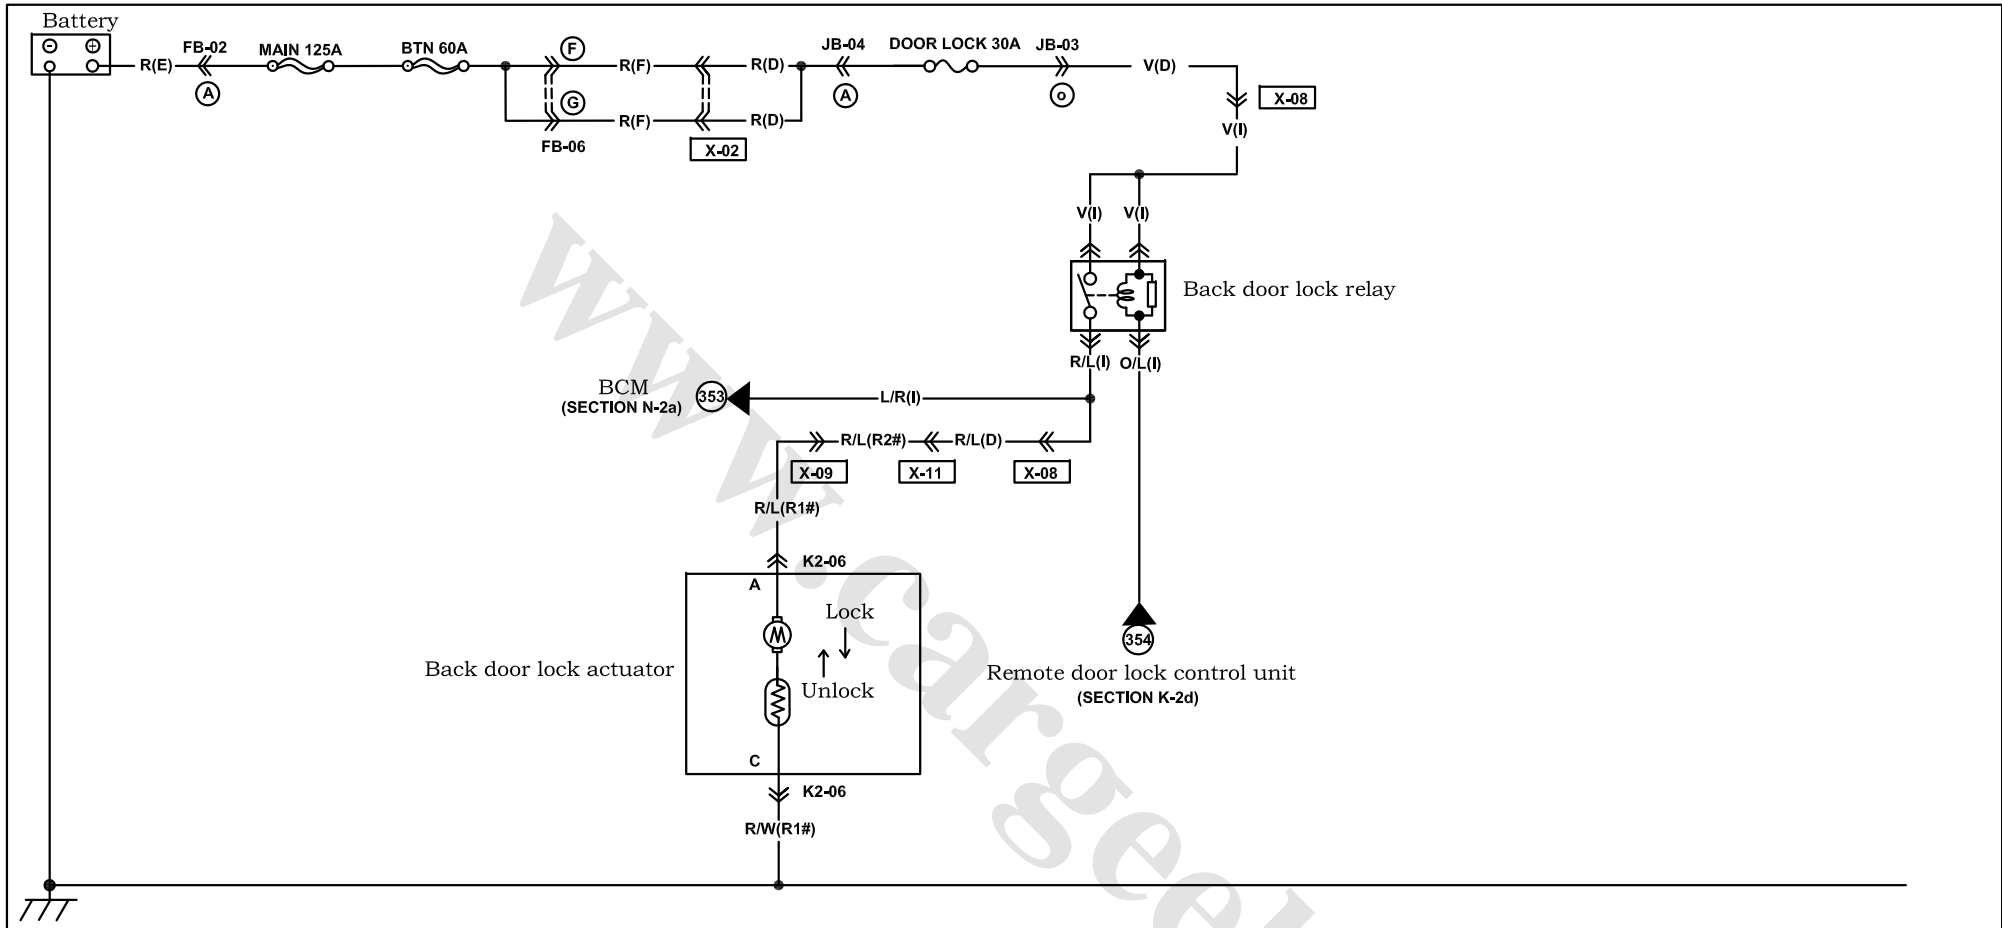 Battery
FB-02
MAIN 125A
BTN 60A
F
JB-04
DOOR LOCK 30A
JB-03
R(E)
R(F)
R(D)
V(D)
A
G
A
o
X-08
R(F)
R(D)
V(I)
FB-06
X-02
V(I)
V(I)
Back door lock relay
R/L(I)
O/L(I)
BCM
(SECTION N-2a)
353
L/R(I)
R/L(R2#)
R/L(D)
X-09
X-11
X-08
R/L(R1#)
K2-06
A
Lock
M
354
Back door lock actuator
Unlock
Remote door lock control unit
(SECTION K-2d)
C
K2-06
R/W(R1#)
www.cargeek